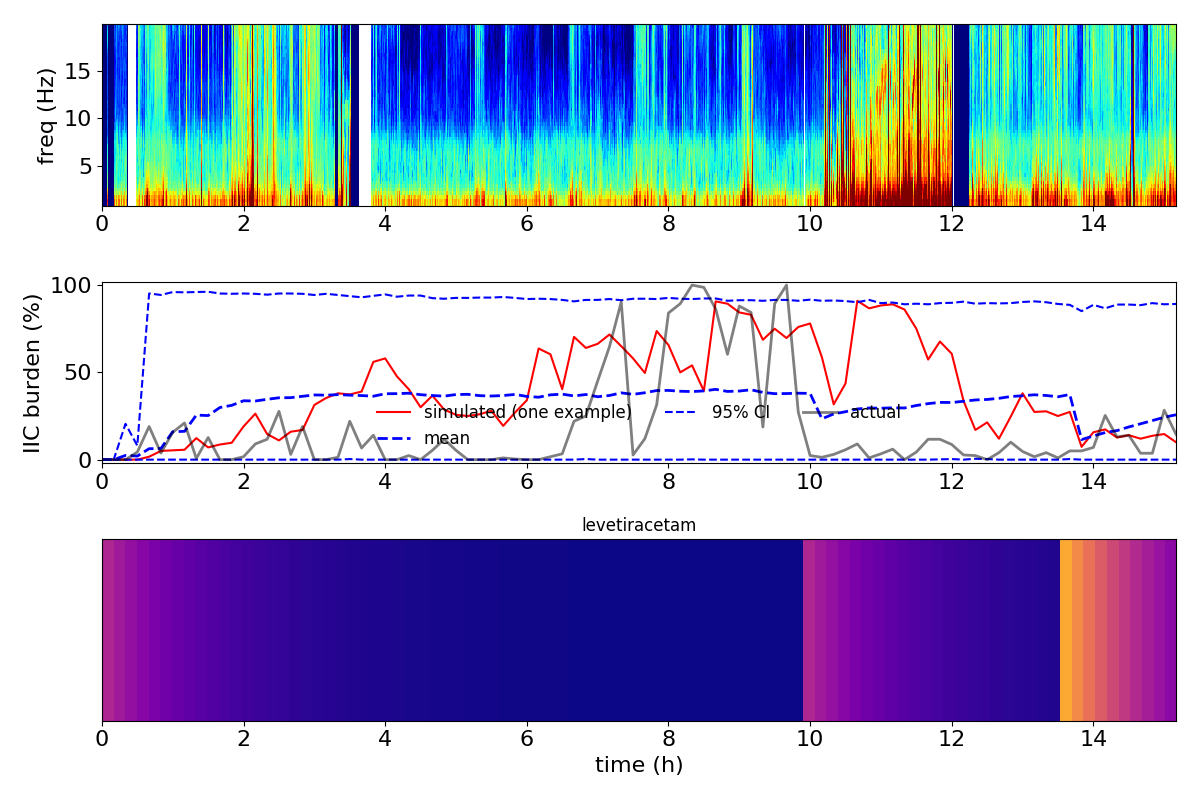 freq (Hz)
15
10
5
0 2 4 6 8 10 12 14
IIC burden (%)
100
50
0
simulated (one example) 95% CI actual
mean
0 2 4 6 8 10 12 14
levetiracetam
0 2 4 6 8 10 12 14
time (h)